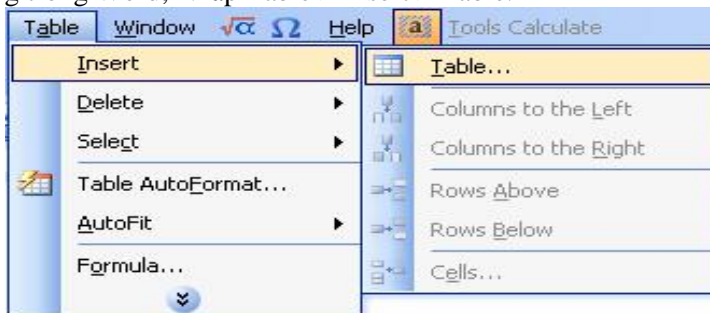 Table Window √α Ω Help a Tools Calculate
Insert
Delete
Select
Table AutoFormat...
AutoFit
Formula...
Table...
Columns to the Left
Columns to the Right
Rows Above
Rows Below
Cells...